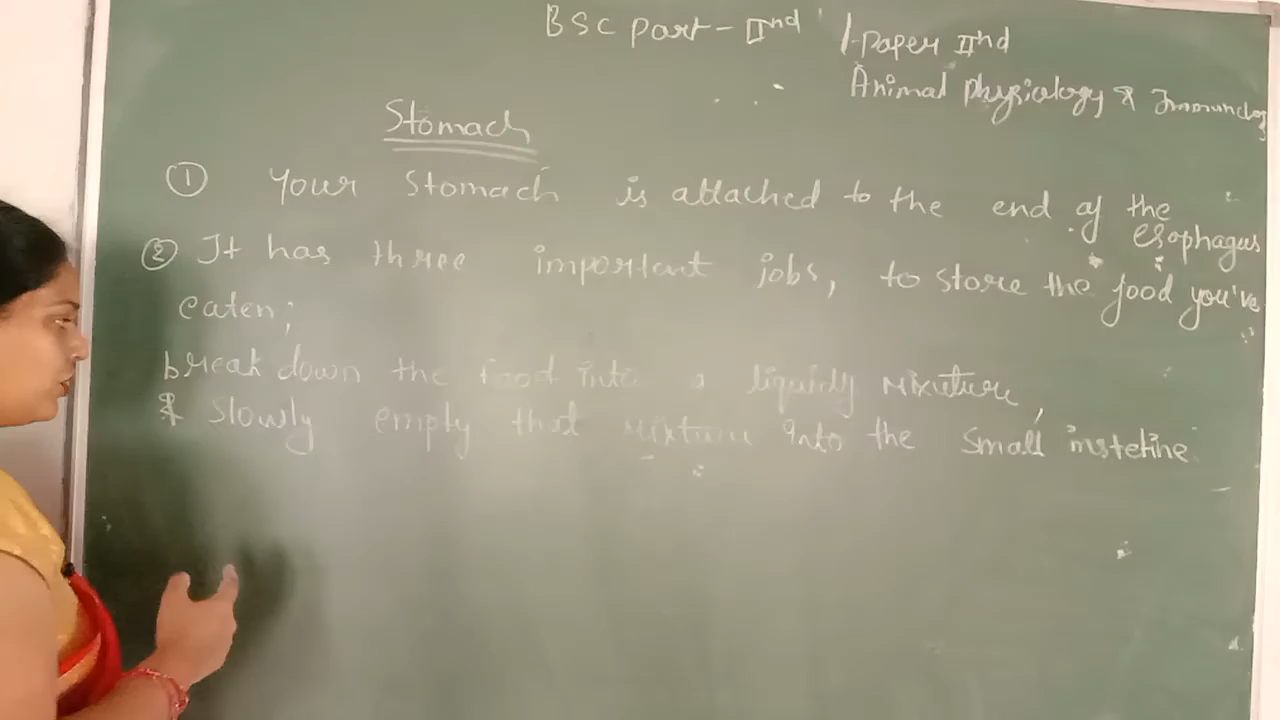 BSC part - IInd / Paper IInd
Animal Physiology & Immunolog
Stomach
① Your Stomach is attached to the end of the esophagus
② It has three important jobs, to store the food you've
eaten;
break down the food into a liquidy mixuture,
& slowly empty that mixture into the small instetine